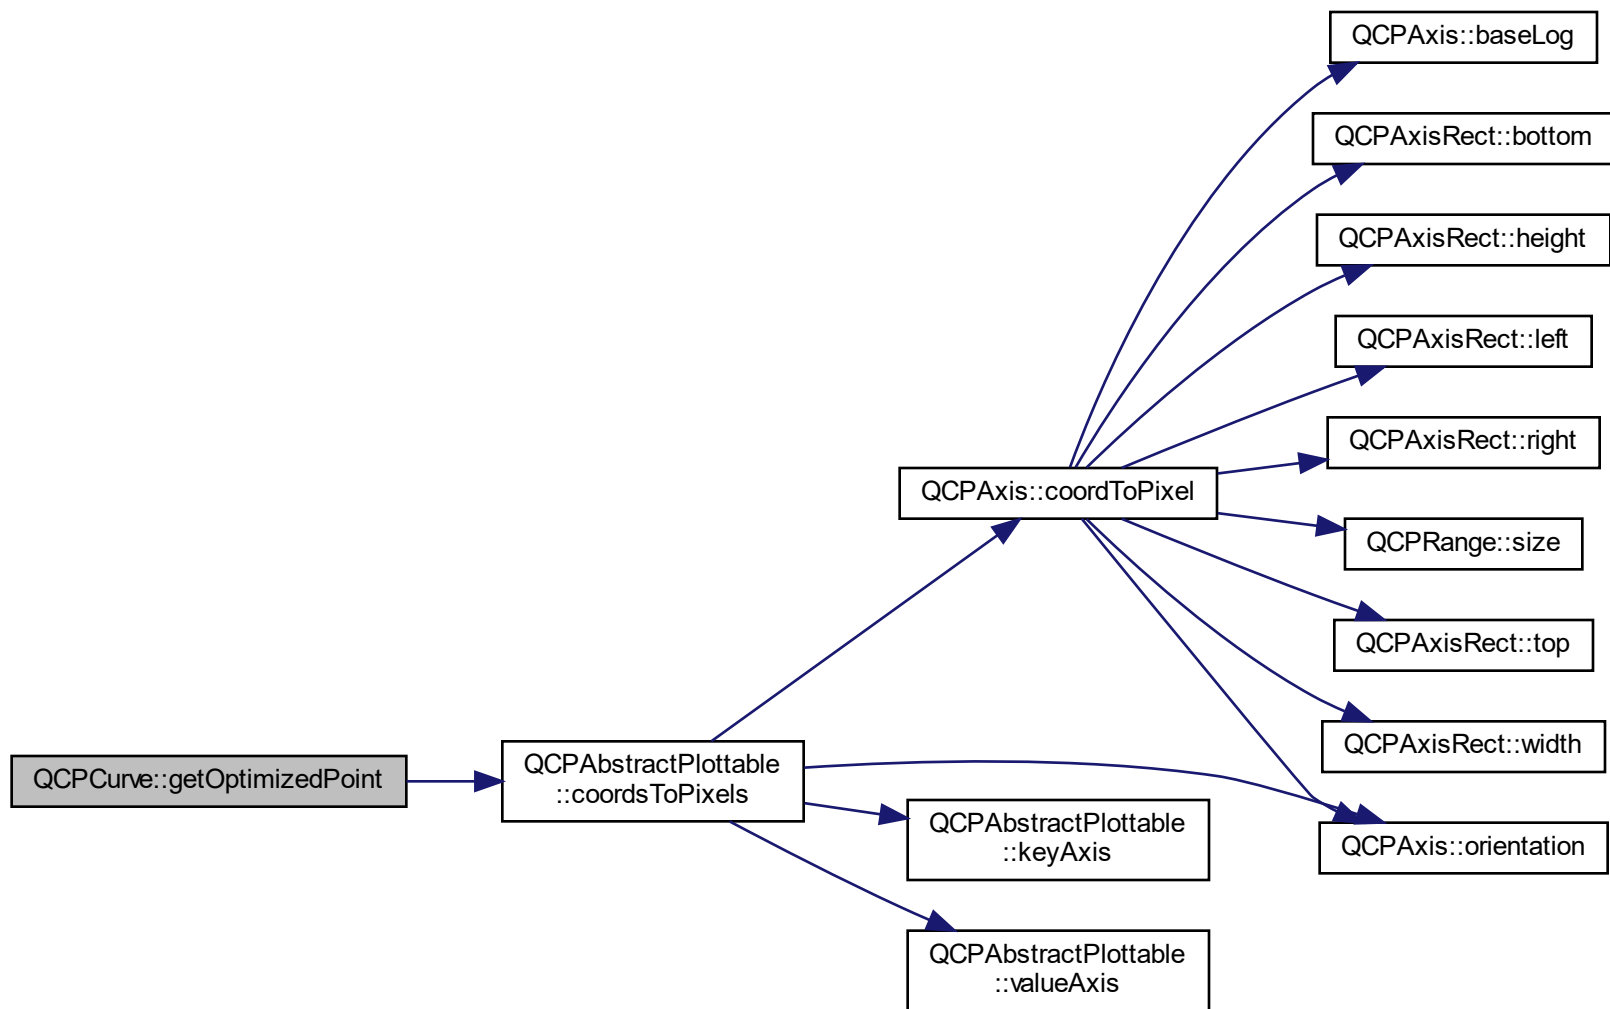 QCPAxis::baseLog
QCPAxisRect::bottom
QCPAxisRect::height
QCPAxisRect::left
QCPAxisRect::right
QCPAxis::coordToPixel
QCPRange::size
QCPAxisRect::top
QCPAxisRect::width
QCPCurve::getOptimizedPoint
QCPAbstractPlottable
::coordsToPixels
QCPAbstractPlottable
::keyAxis
QCPAxis::orientation
QCPAbstractPlottable
::valueAxis